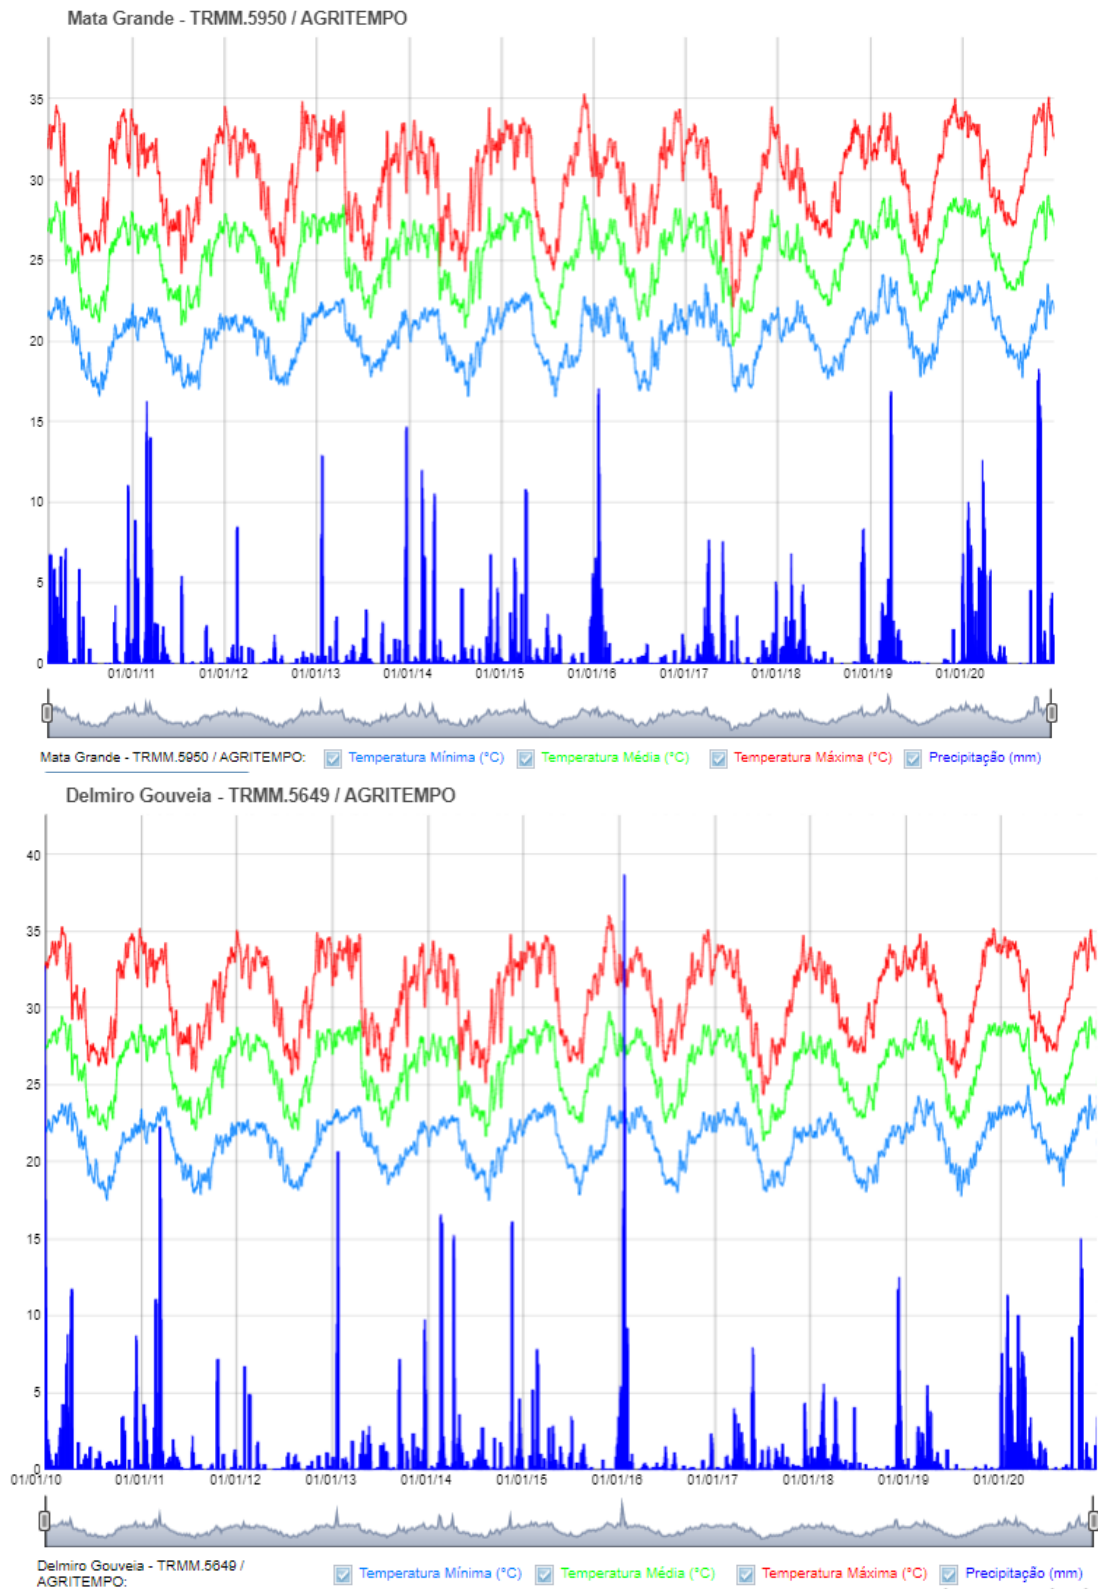 Mata Grande - TRMM.5950 / AGRITEMPO
35
30
25
20
15
10
5
0
01/01/11 01/01/12 01/01/13 01/01/14 01/01/15 01/01/16 01/01/17 01/01/18 01/01/19 01/01/20
Mata Grande - TRMM.5950 / AGRITEMPO: Temperatura Mínima (°C) Temperatura Média (°C) Temperatura Máxima (°C) Precipitação (mm)
Delmiro Gouveia - TRMM.5649 / AGRITEMPO
40
35
30
25
20
15
10
5
0
01/01/10 01/01/11 01/01/12 01/01/13 01/01/14 01/01/15 01/01/16 01/01/17 01/01/18 01/01/19 01/01/20
Delmiro Gouveia - TRMM.5649 /
AGRITEMPO: Temperatura Mínima (°C) Temperatura Média (°C) Temperatura Máxima (°C) Precipitação (mm)